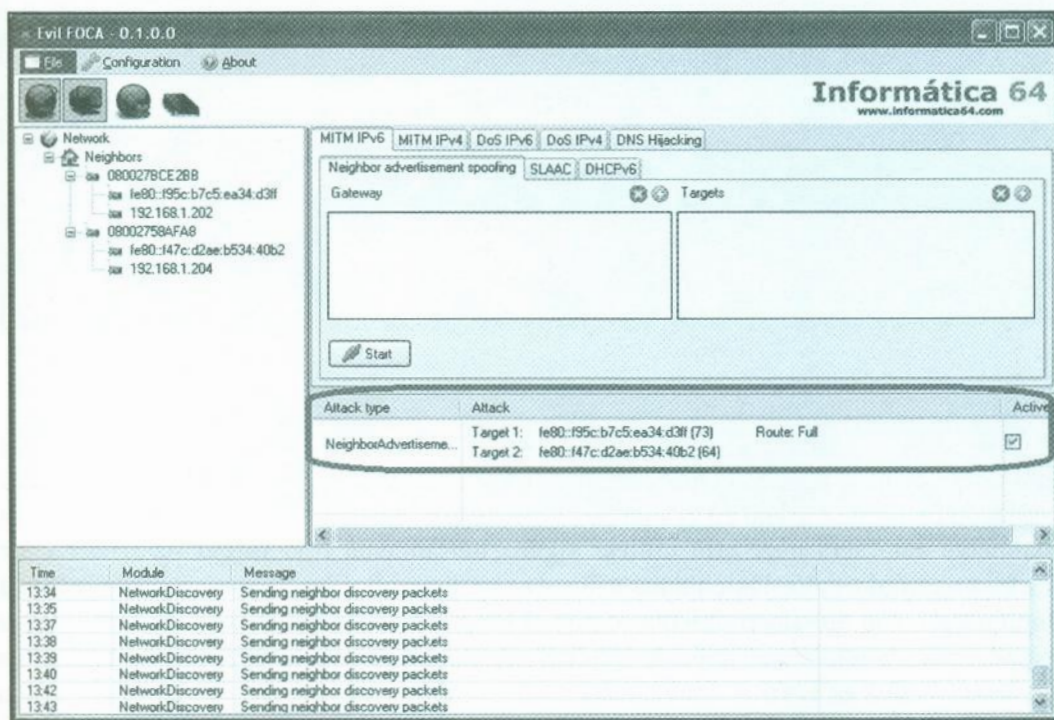 Evil FOCA - 0.1.0.0
File Configuration About
Informática 64
www.informatica64.com
Network
Neighbors
0800278CE2BB
fe80::f95c:b7c5:ea34:d3ff
192.168.1.202
08002758AFA8
fe80::f47c:d2ae:b534:40b2
192.168.1.204
MITM IPv6 MITM IPv4 DoS IPv6 DoS IPv4 DNS Hijacking
Neighbor advertisement spoofing SLAAC DHCPv6
Gateway Targets
Start
Attack type Attack Active
NeighborAdvertiseme...
Target 1: fe80::f95c:b7c5:ea34:d3ff (73) Route: Full
Target 2: fe80::f47c:d2ae:b534:40b2 (64)
Time Module Message
13:34 NetworkDiscovery Sending neighbor discovery packets
13:35 NetworkDiscovery Sending neighbor discovery packets
13:37 NetworkDiscovery Sending neighbor discovery packets
13:38 NetworkDiscovery Sending neighbor discovery packets
13:39 NetworkDiscovery Sending neighbor discovery packets
13:40 NetworkDiscovery Sending neighbor discovery packets
13:42 NetworkDiscovery Sending neighbor discovery packets
13:43 NetworkDiscovery Sending neighbor discovery packets